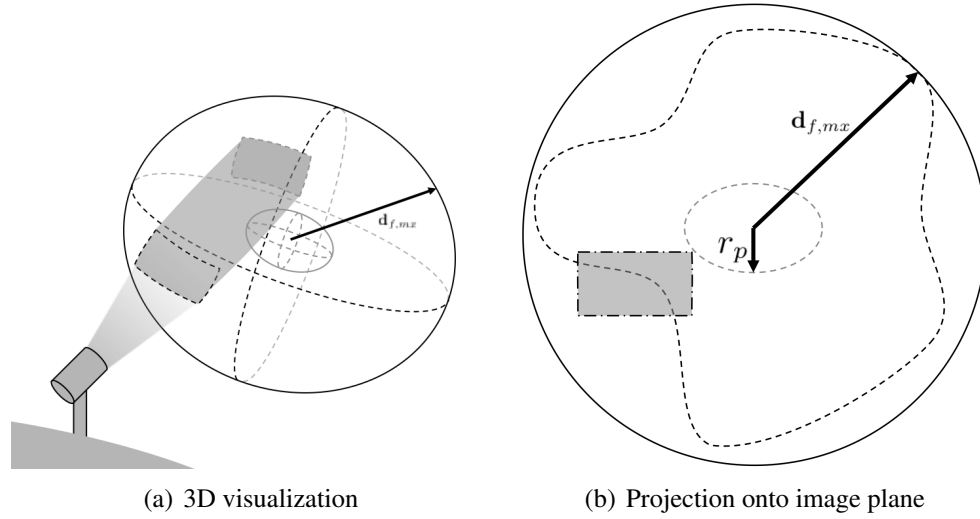 d_{f,mx}
d_{f,mx}
r_p
(a) 3D visualization
(b) Projection onto image plane